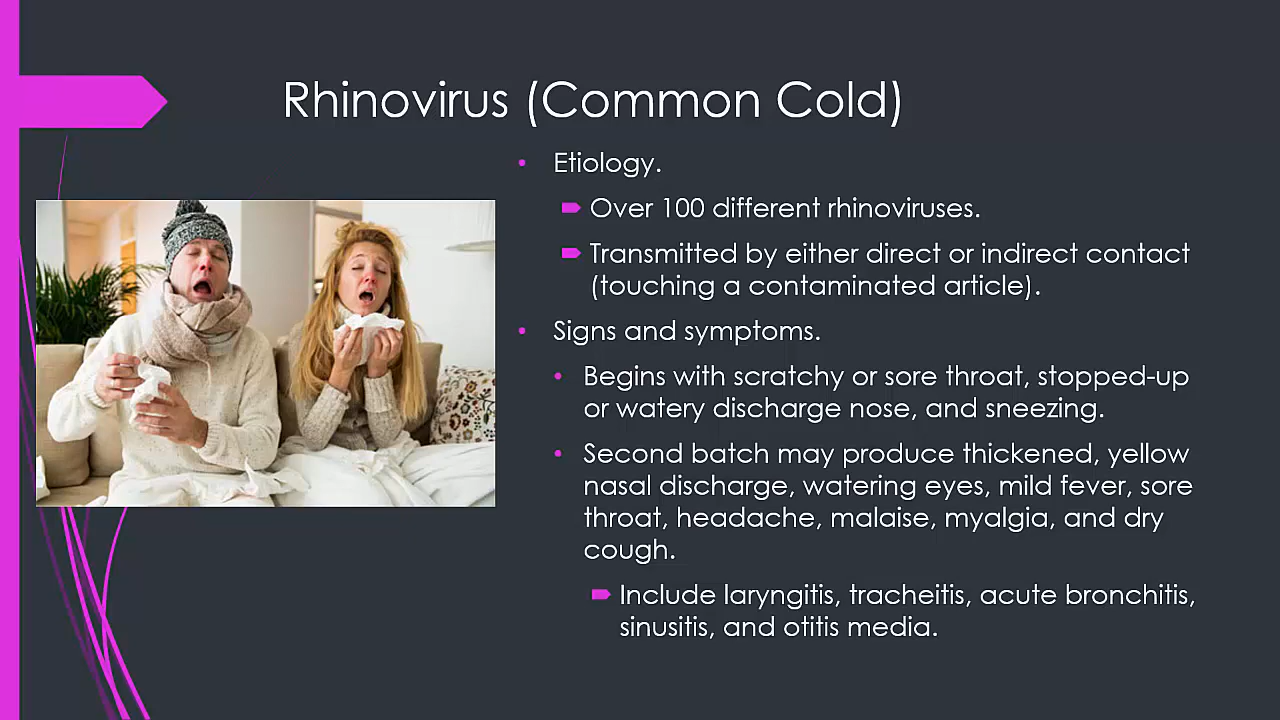 Rhinovirus (Common Cold)
• Etiology.
Over 100 different rhinoviruses.
Transmitted by either direct or indirect contact
(touching a contaminated article).
• Signs and symptoms.
• Begins with scratchy or sore throat, stopped-up
or watery discharge nose, and sneezing.
• Second batch may produce thickened, yellow
nasal discharge, watering eyes, mild fever, sore
throat, headache, malaise, myalgia, and dry
cough.
Include laryngitis, tracheitis, acute bronchitis,
sinusitis, and otitis media.